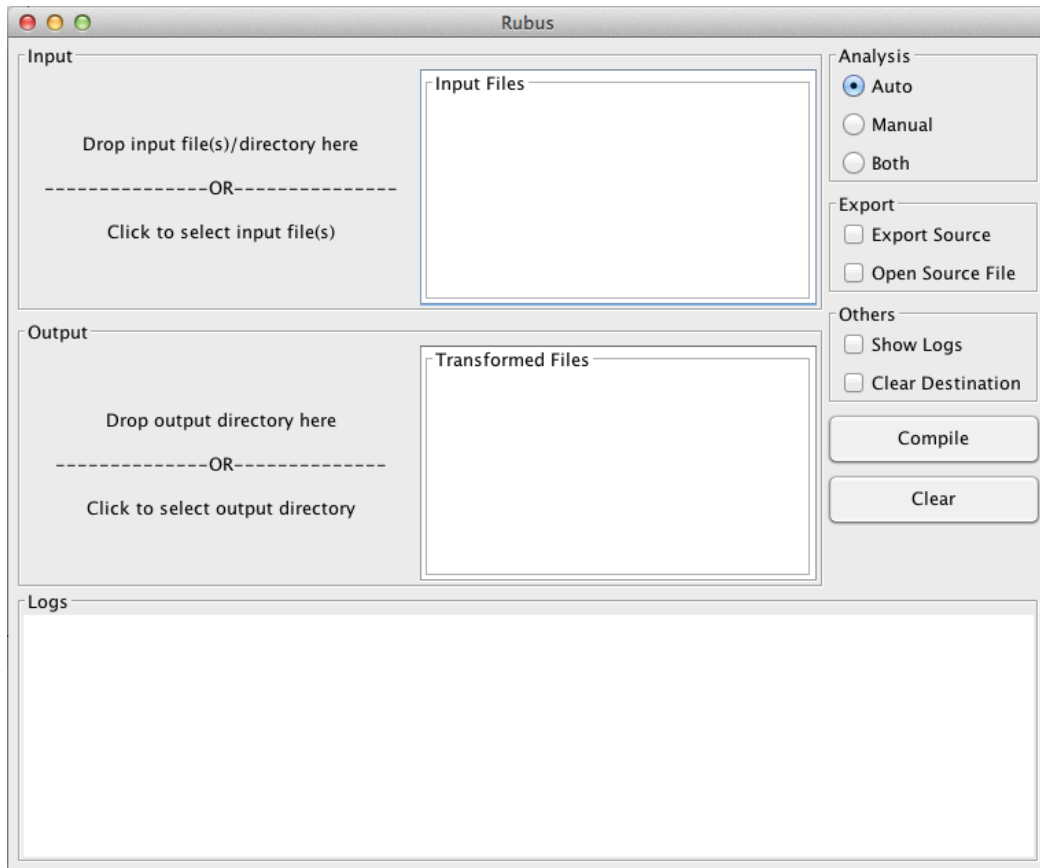 Rubus
Input
Drop input file(s)/directory here
---------------OR---------------
Click to select input file(s)
Input Files
Output
Drop output directory here
--------------OR--------------
Click to select output directory
Transformed Files
Analysis
Auto
Manual
Both
Export
Export Source
Open Source File
Others
Show Logs
Clear Destination
Compile
Clear
Logs